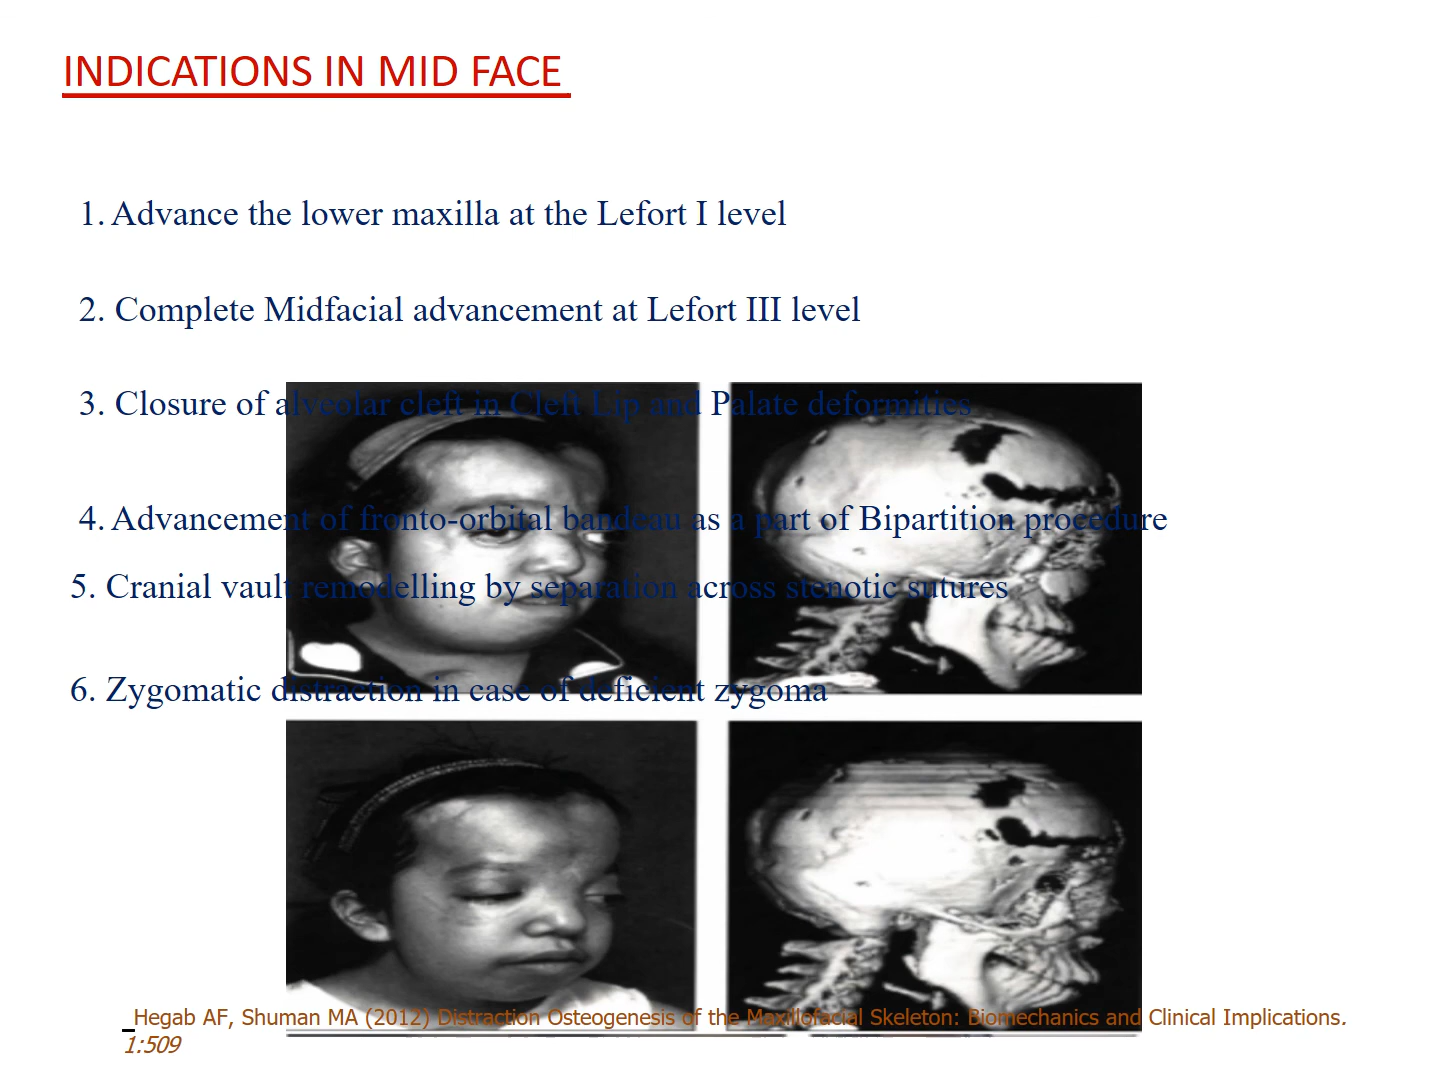 INDICATIONS IN MID FACE
1. Advance the lower maxilla at the Lefort I level
2. Complete Midfacial advancement at Lefort III level
3. Closure of alveolar cleft in Cleft Lip and Palate deformities
4. Advancement of fronto-orbital bandeau as a part of Bipartition procedure
5. Cranial vault remodelling by separation across stenotic sutures
6. Zygomatic distraction in case of deficient zygoma
_Hegab AF, Shuman MA (2012) Distraction Osteogenesis of the Maxillofacial Skeleton: Biomechanics and Clinical Implications.
1:509